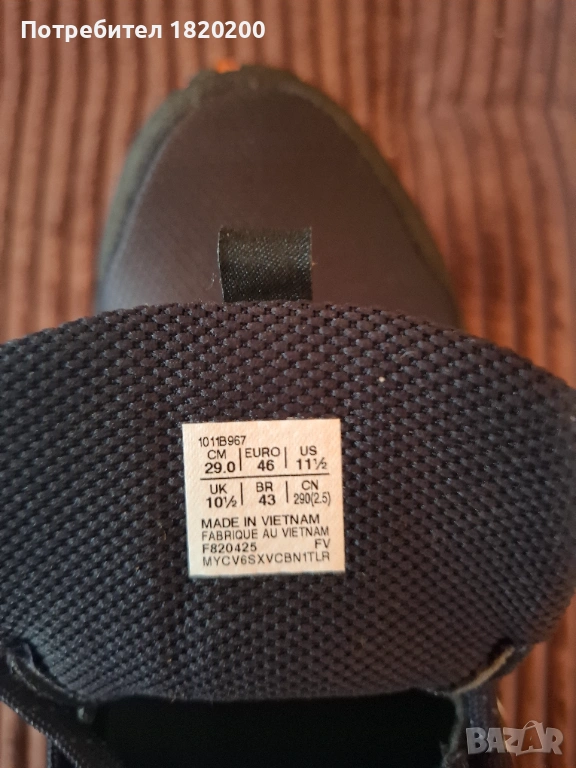 Потребител 1820200
1011B967
CM EURO US
29.0 46 11½
UK BR CN
10½ 43 290(2.5)
MADE IN VIETNAM
FABRIQUE AU VIETNAM
F820425 FV
MYCV6SXVCBN1TLR
BAZAR